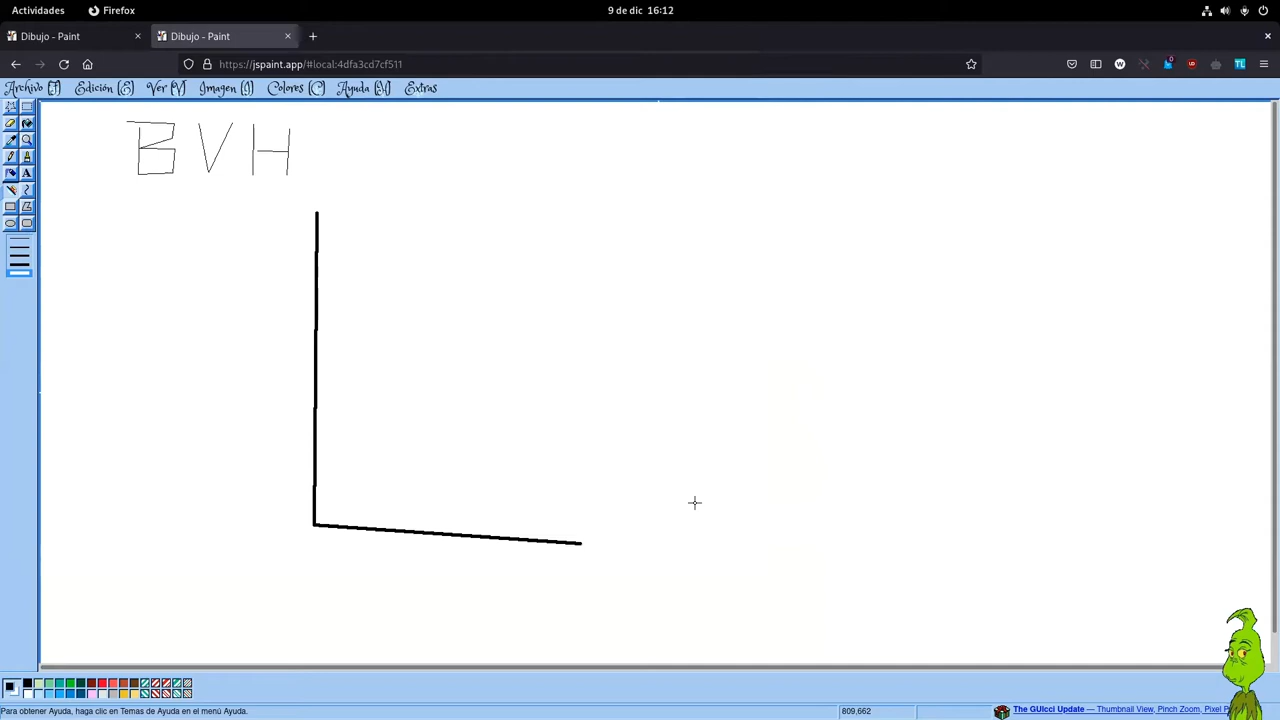 Actividades Firefox 9 de dic 16:12
Dibujo - Paint × Dibujo - Paint × +
https://jspaint.app/#local:4dfa3cd7cf511
Archivo (F) Edición (E) Ver (V) Imagen (I) Colores (C) Ayuda (M) Extras
BVH
Para obtener Ayuda, haga clic en Temas de Ayuda en el menú Ayuda. 809,662 The GUIcci Update — Thumbnail View, Pinch Zoom, Pixel P